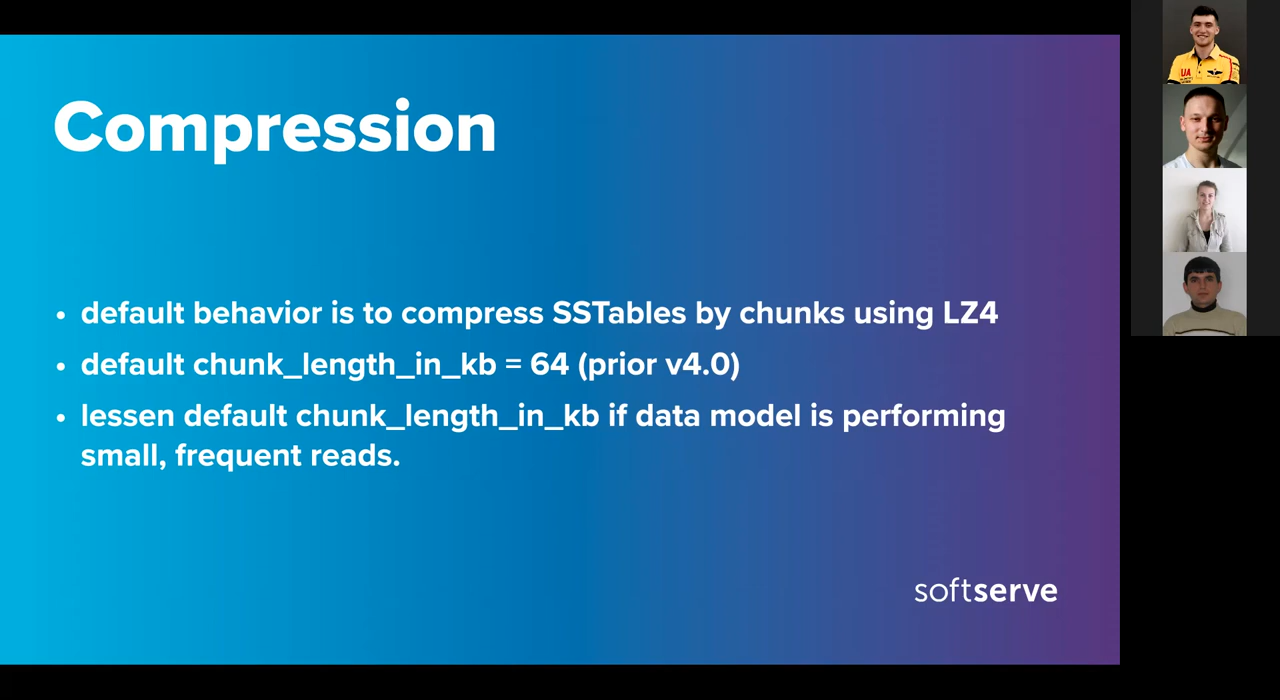 Compression
• default behavior is to compress SSTables by chunks using LZ4
• default chunk_length_in_kb = 64 (prior v4.0)
• lessen default chunk_length_in_kb if data model is performing
small, frequent reads.
softserve
UA